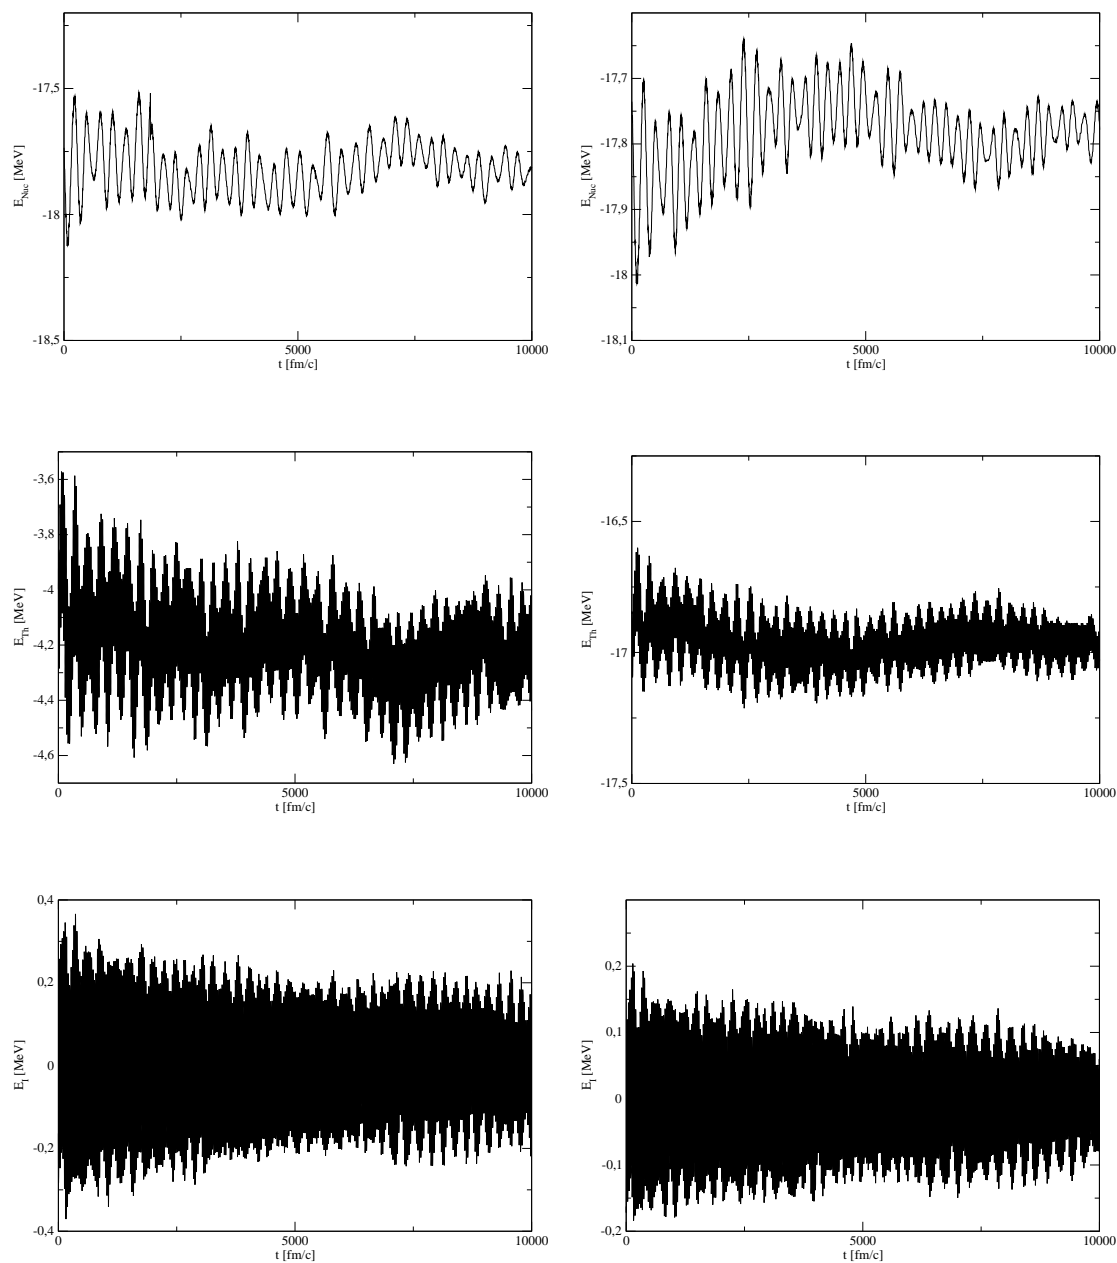 -17,5
-18
-18,5
E_Nuc [MeV]
0 5000 10000
t [fm/c]
-17,7
-17,8
-17,9
-18
-18,1
E_Nuc [MeV]
0 5000 10000
t [fm/c]
-3,6
-3,8
-4
-4,2
-4,4
-4,6
E_Th [MeV]
0 5000 10000
t [fm/c]
-16,5
-17
-17,5
E_Th [MeV]
0 5000 10000
t [fm/c]
0,4
0,2
0
-0,2
-0,4
E_I [MeV]
0 5000 10000
t [fm/c]
0,2
0,1
0
-0,1
-0,2
E_I [MeV]
0 5000 10000
t [fm/c]